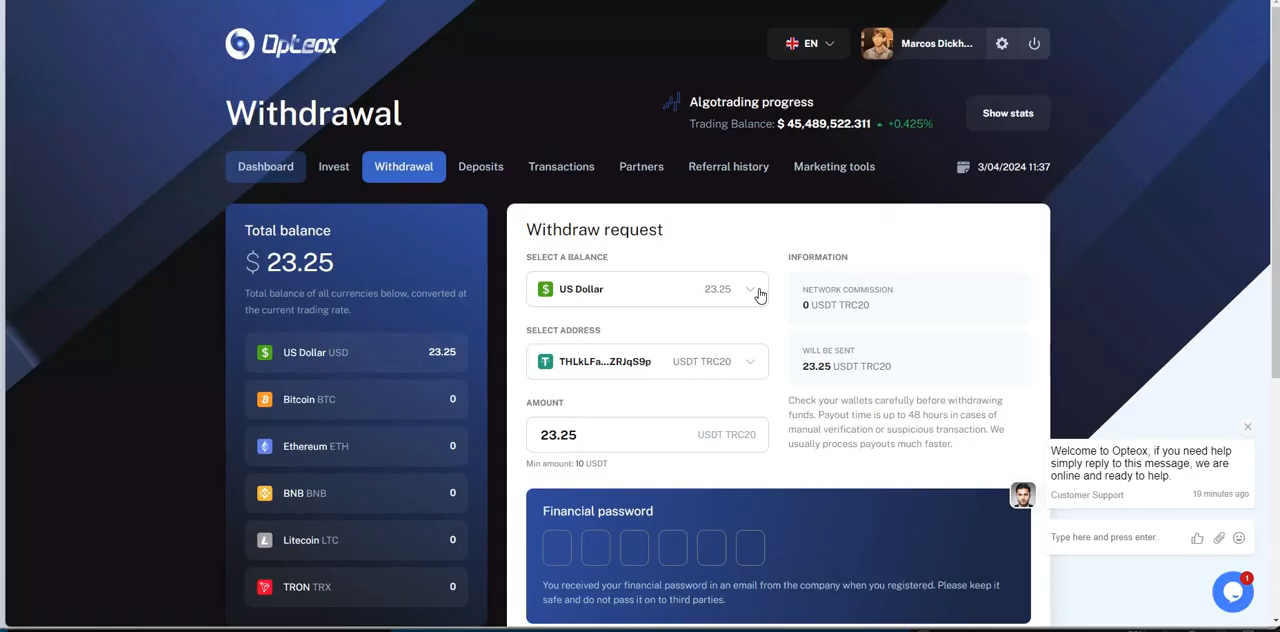 Opteox
EN
Marcos Dickh...
Withdrawal
Algotrading progress
Trading Balance: $ 45,489,522.311 +0.425%
Show stats
Dashboard
Invest
Withdrawal
Deposits
Transactions
Partners
Referral history
Marketing tools
3/04/2024 11:37
Total balance
$ 23.25
Total balance of all currencies below, converted at
the current trading rate.
US Dollar USD 23.25
Bitcoin BTC 0
Ethereum ETH 0
BNB BNB 0
Litecoin LTC 0
TRON TRX 0
Withdraw request
SELECT A BALANCE
US Dollar 23.25
SELECT ADDRESS
THLkLFa...ZRJqS9p USDT TRC20
AMOUNT
23.25 USDT TRC20
Min amount: 10 USDT
INFORMATION
NETWORK COMMISSION
0 USDT TRC20
WILL BE SENT
23.25 USDT TRC20
Check your wallets carefully before withdrawing
funds. Payout time is up to 48 hours in cases of
manual verification or suspicious transaction. We
usually process payouts much faster.
Financial password
You received your financial password in an email from the company when you registered. Please keep it
safe and do not pass it on to third parties.
Welcome to Opteox, if you need help
simply reply to this message, we are
online and ready to help.
Customer Support 19 minutes ago
Type here and press enter..
1